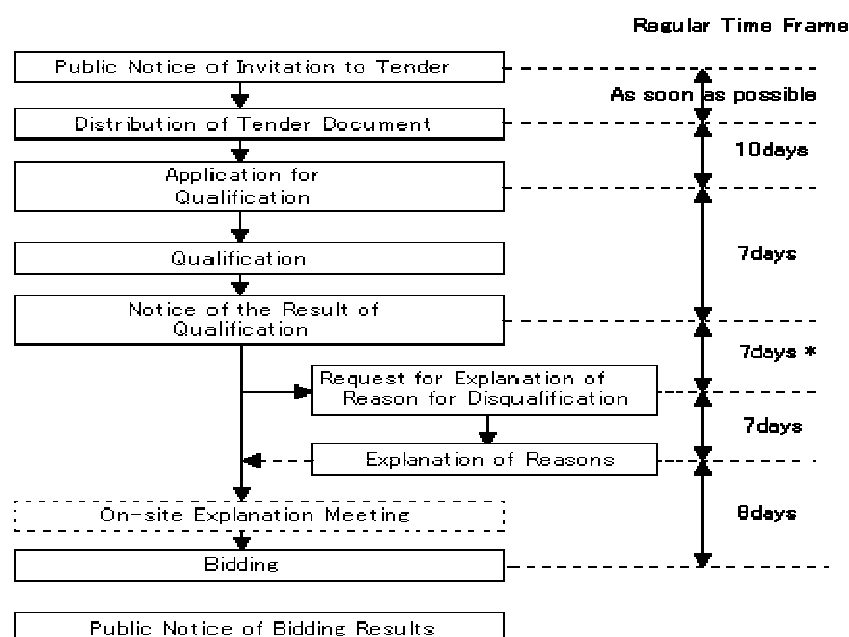 Regular Time Frame
Public Notice of Invitation to Tender
As soon as possible
Distribution of Tender Document
10days
Application for
Qualification
Qualification
7days
Notice of the Result of
Qualification
7days *
Request for Explanation of
Reason for Disqualification
7days
Explanation of Reasons
On-site Explanation Meeting
8days
Bidding
Public Notice of Bidding Results